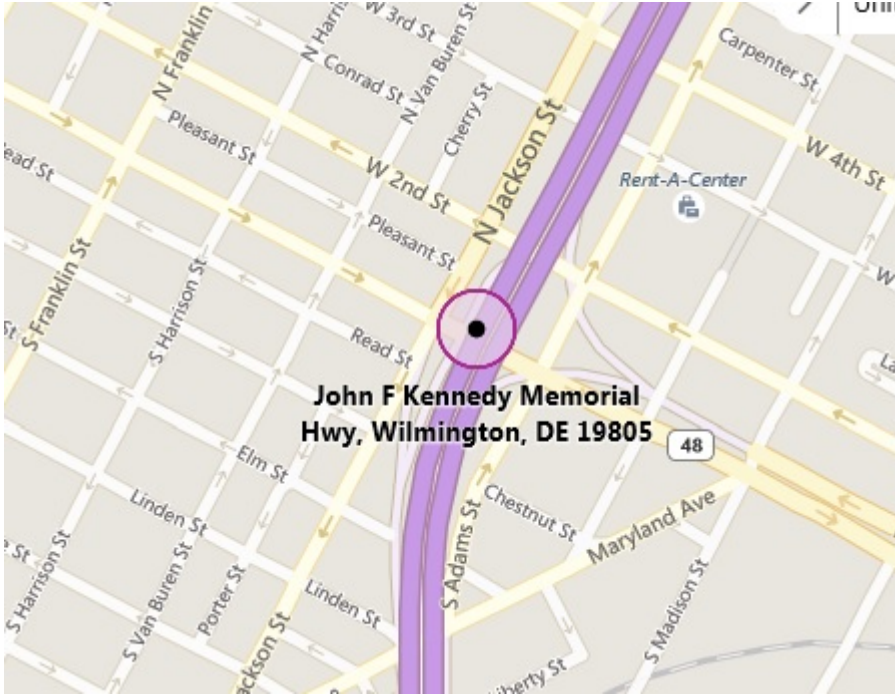 W 3rd St
N Franklin
N Harris
N Van Buren St
Conrad St
Cherry St
Carpenter St
Pleasant St
N Jackson St
W 2nd St
W 4th St
Rent-A-Center
Read St
Pleasant St
S Franklin St
S Harrison St
Read St
John F Kennedy Memorial
Hwy, Wilmington, DE 19805
48
Elm St
Linden St
Chestnut St
Maryland Ave
S Adams St
S Harrison St
S Van Buren St
Porter St
Linden St
S Madison St
Jackson St
Liberty St